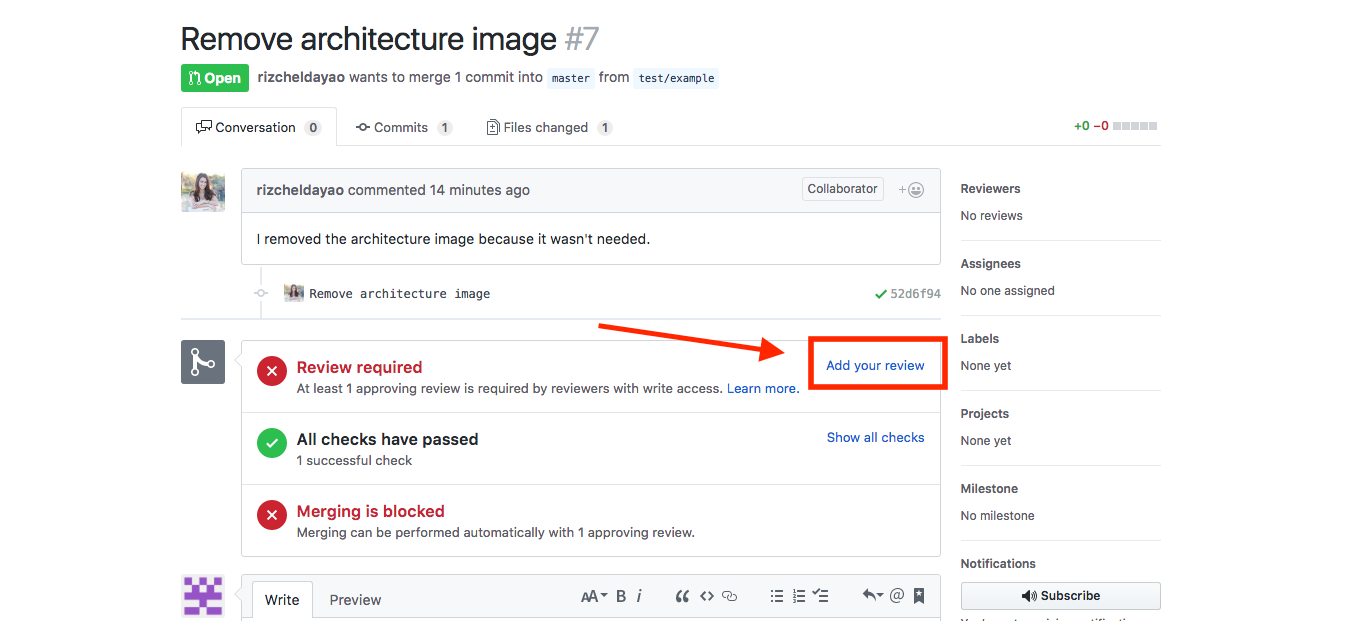 Remove architecture image #7
Open rizcheldayao wants to merge 1 commit into master from test/example
Conversation 0 Commits 1 Files changed 1 +0 −0
rizcheldayao commented 14 minutes ago Collaborator
I removed the architecture image because it wasn't needed.
Remove architecture image 52d6f94
Review required
At least 1 approving review is required by reviewers with write access. Learn more.
Add your review
All checks have passed
1 successful check
Show all checks
Merging is blocked
Merging can be performed automatically with 1 approving review.
Write Preview AA B i
Reviewers
No reviews
Assignees
No one assigned
Labels
None yet
Projects
None yet
Milestone
No milestone
Notifications
Subscribe